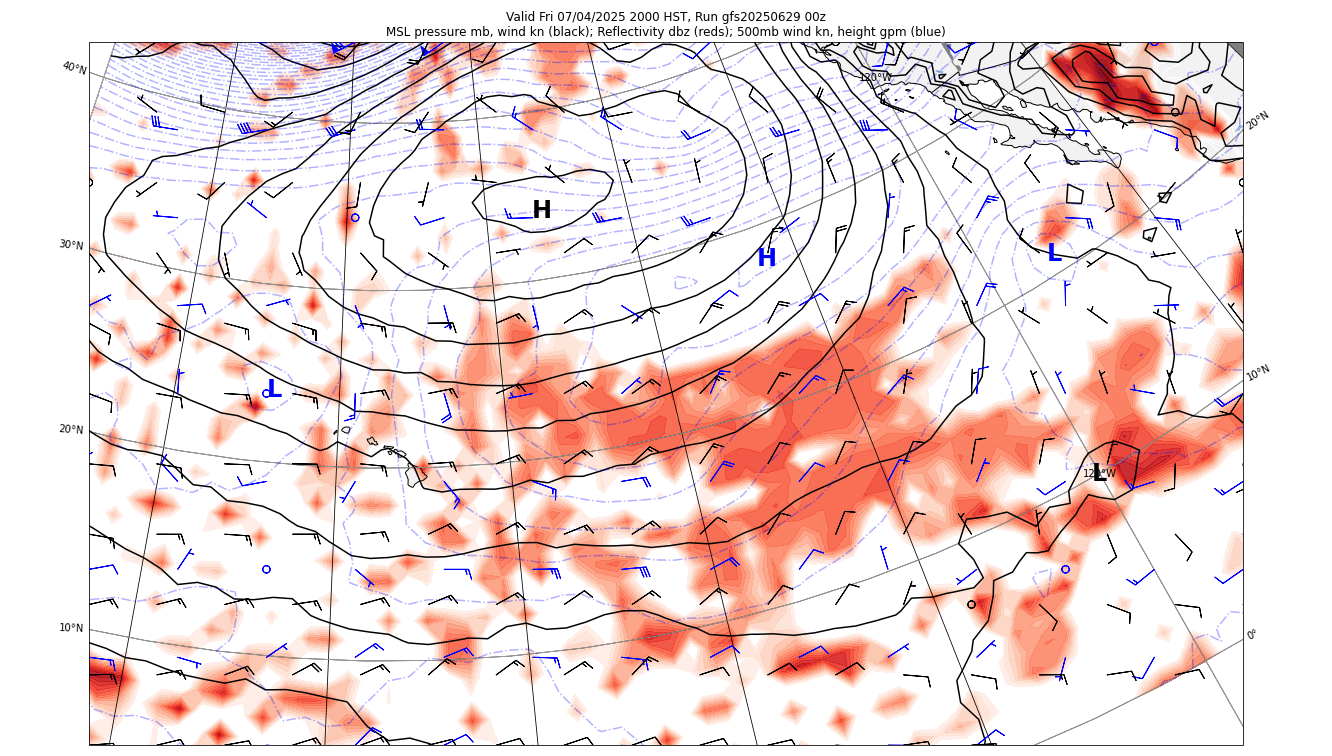 Valid Fri 07/04/2025 2000 HST, Run gfs20250629 00z
MSL pressure mb, wind kn (black); Reflectivity dbz (reds); 500mb wind kn, height gpm (blue)
40°N
120°W
20°N
H
30°N
H
L
10°N
L
20°N
L
120°W
10°N
0°